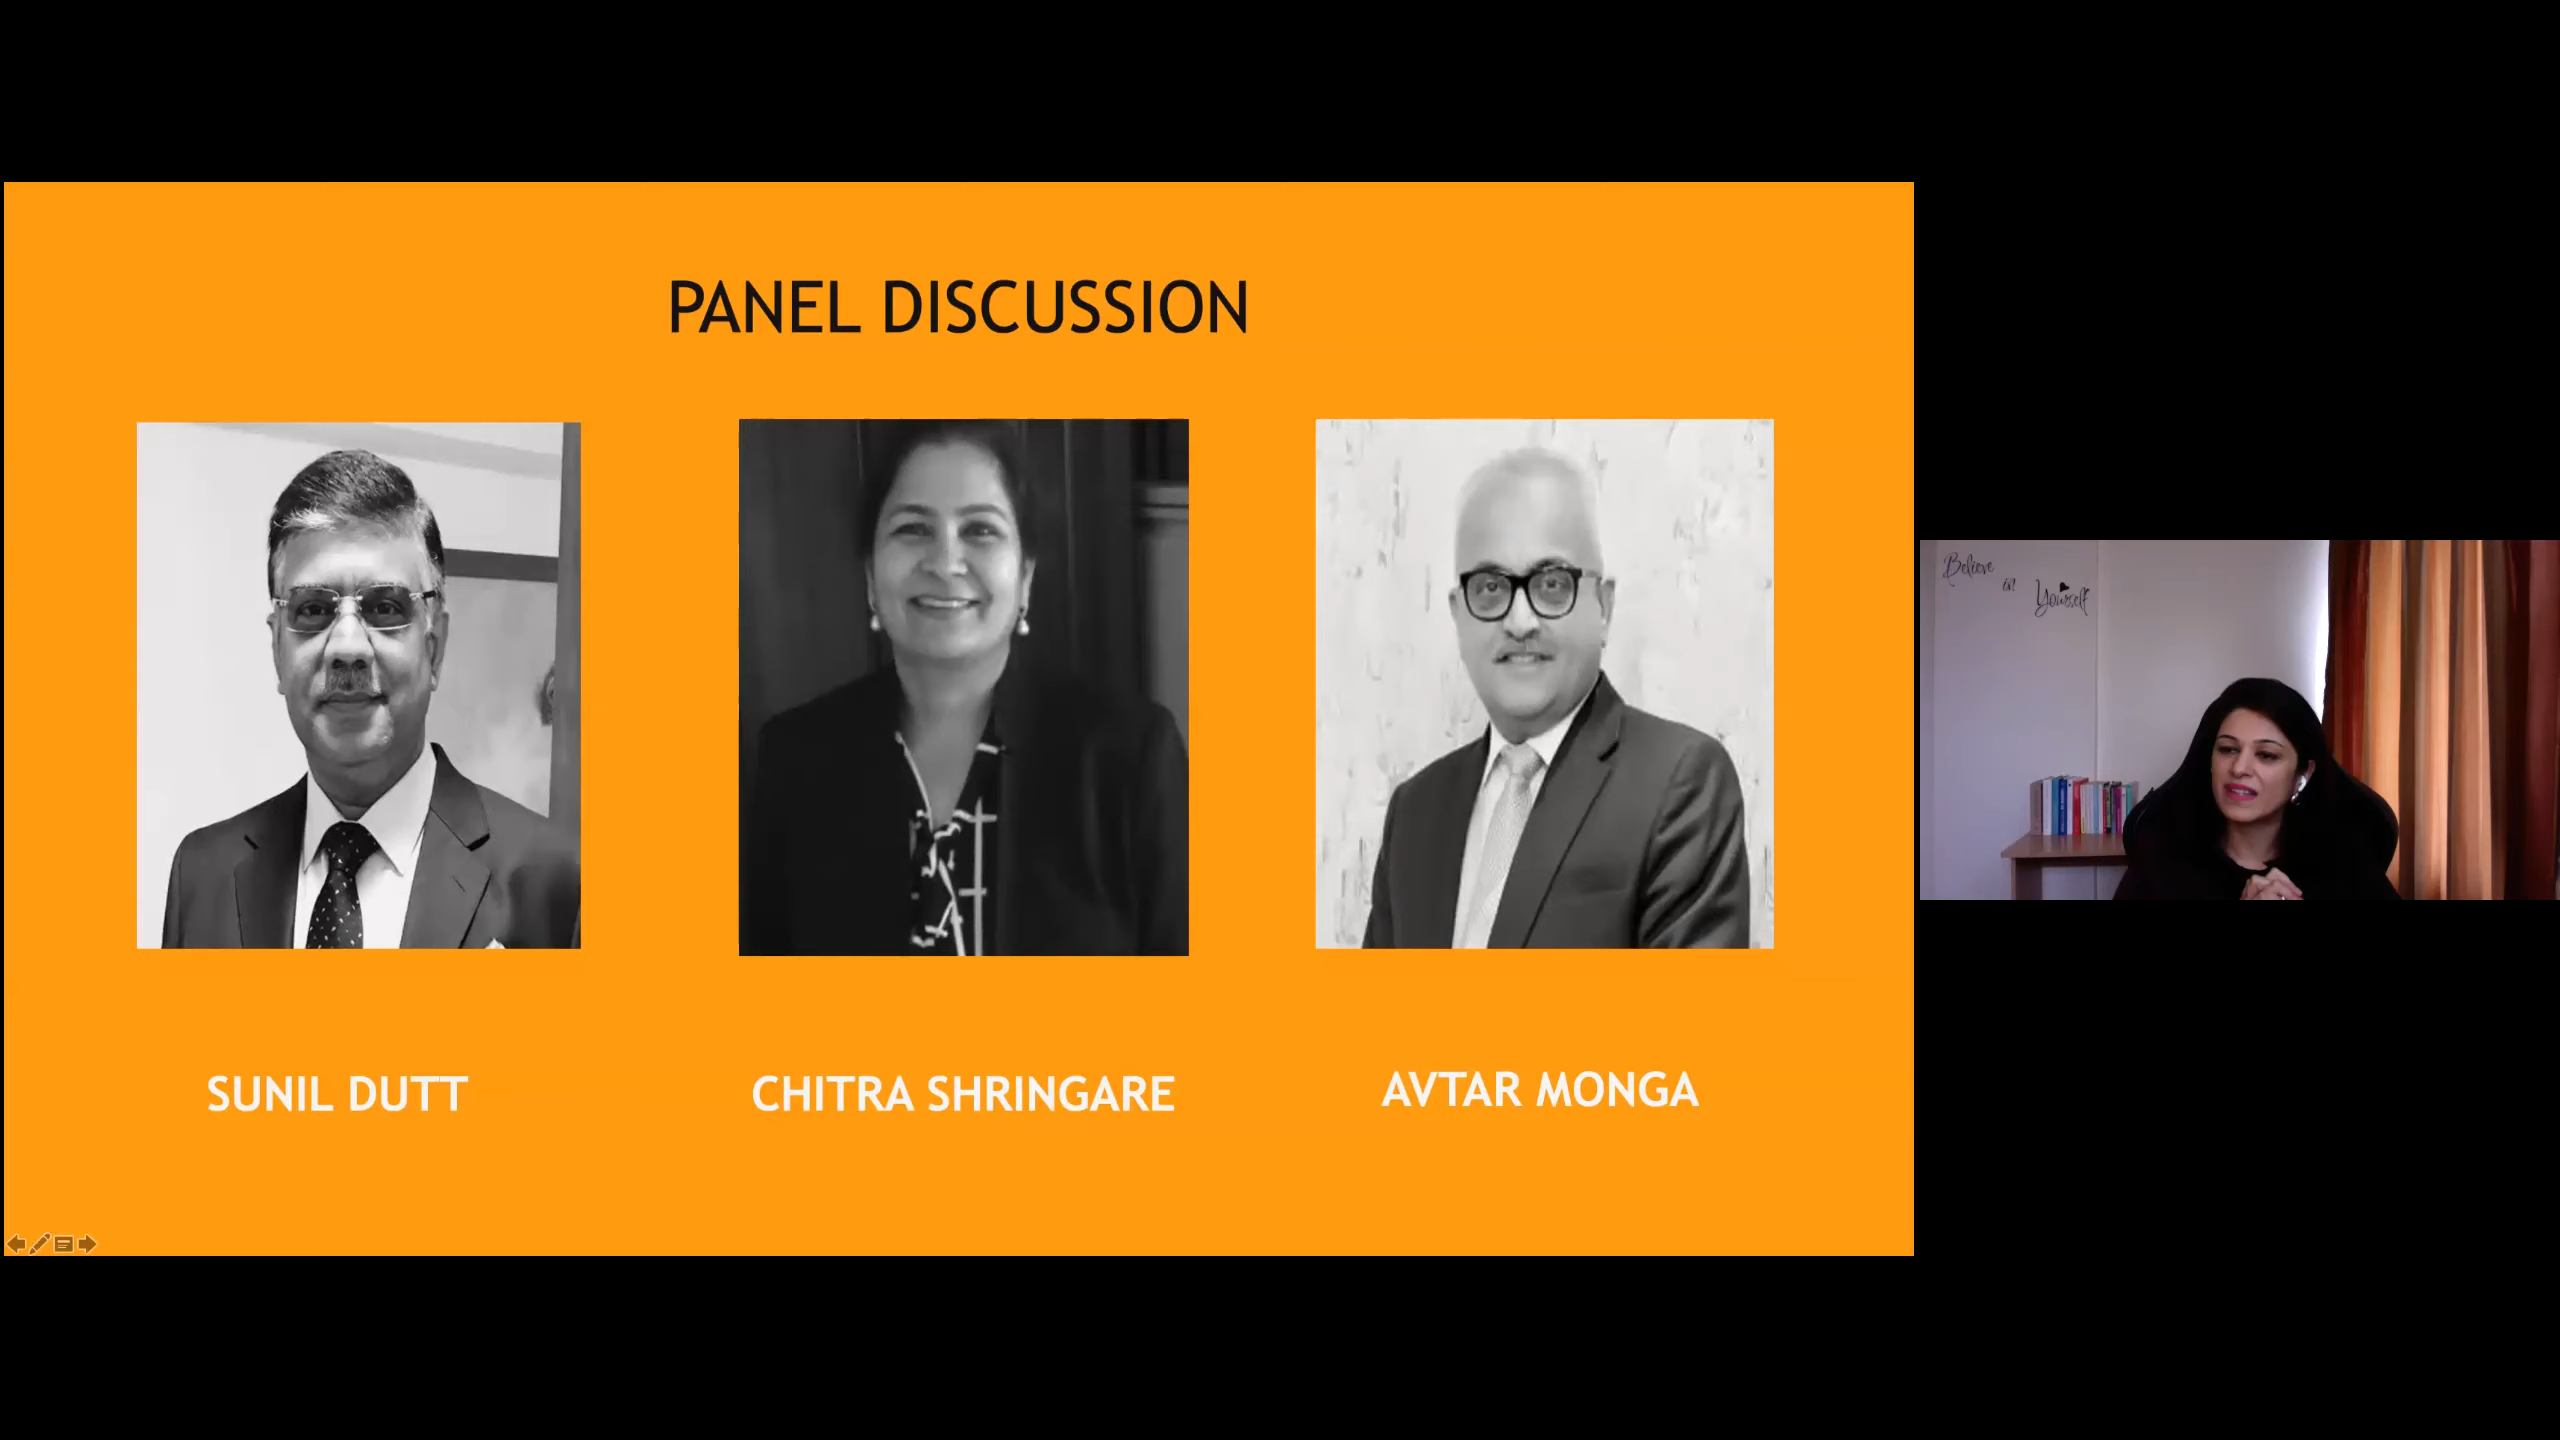 PANEL DISCUSSION
SUNIL DUTT
CHITRA SHRINGARE
AVTAR MONGA
Believe
in
Yourself